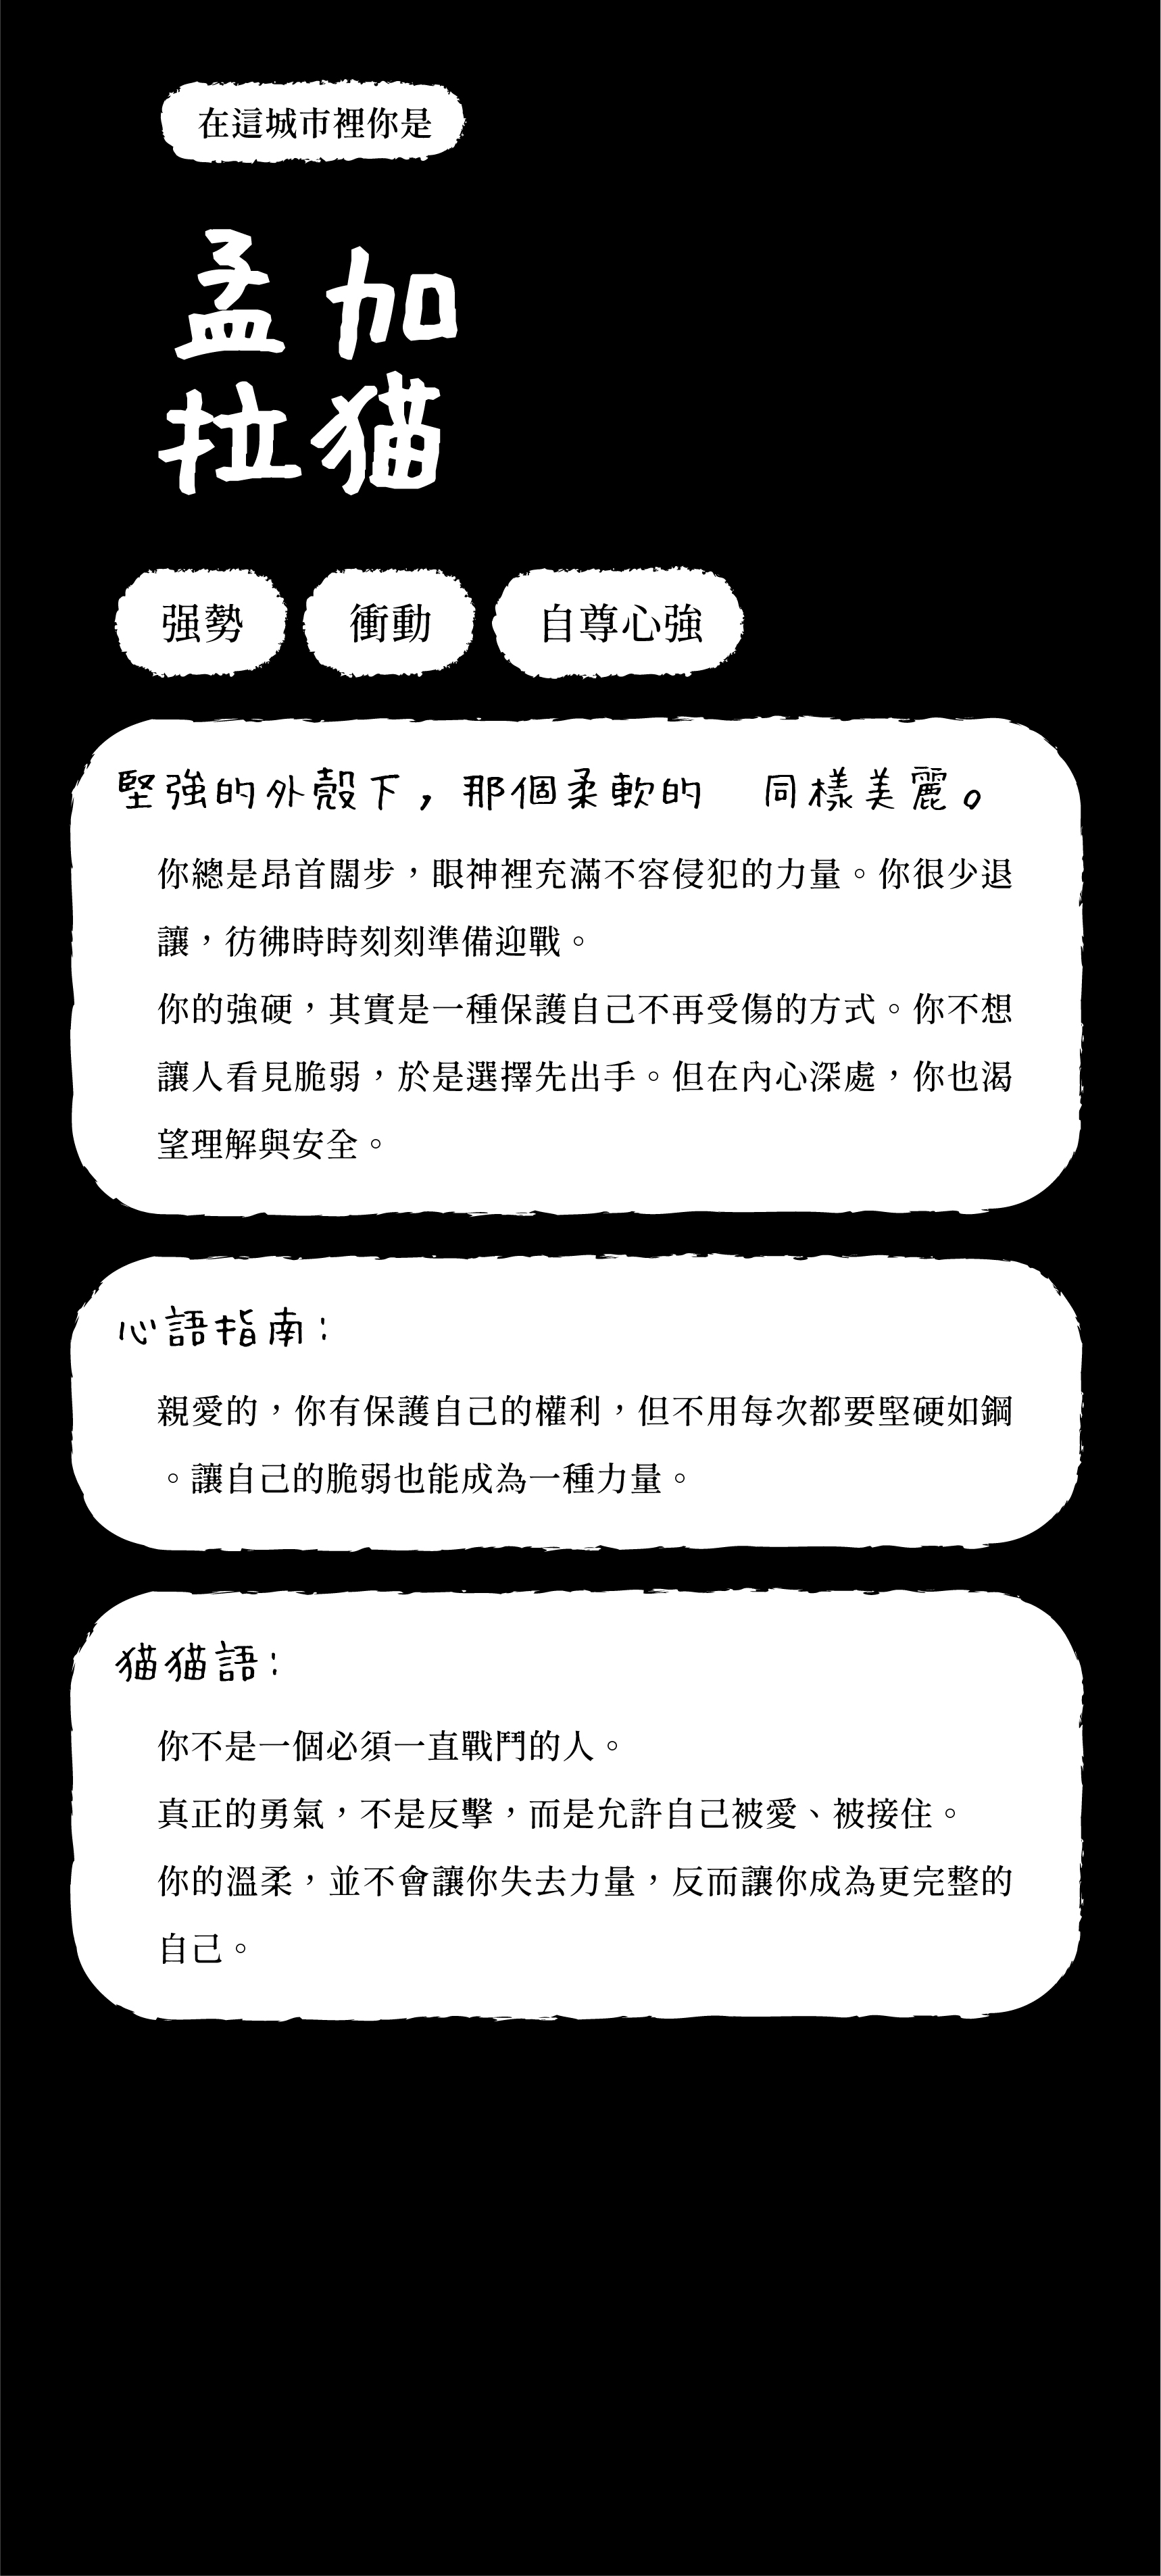 在這城市裡你是
孟加
拉猫
强勢 衝動 自尊心強
堅強的外殼下,那個柔軟的 同樣美麗。
你總是昂首闊步，眼神裡充滿不容侵犯的力量。你很少退
讓，彷彿時時刻刻準備迎戰。
你的強硬，其實是一種保護自己不再受傷的方式。你不想
讓人看見脆弱，於是選擇先出手。但在內心深處，你也渴
望理解與安全。
心語指南:
親愛的，你有保護自己的權利，但不用每次都要堅硬如鋼
。讓自己的脆弱也能成為一種力量。
猫猫語:
你不是一個必須一直戰鬥的人。
真正的勇氣，不是反擊，而是允許自己被愛、被接住。
你的溫柔，並不會讓你失去力量，反而讓你成為更完整的
自己。